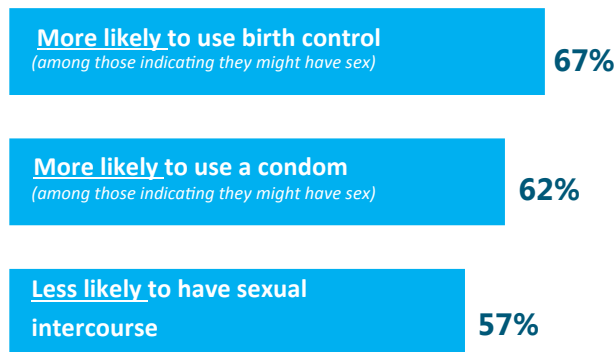 More likely to use birth control
(among those indicating they might have sex)
67%
More likely to use a condom
(among those indicating they might have sex)
62%
Less likely to have sexual
intercourse
57%